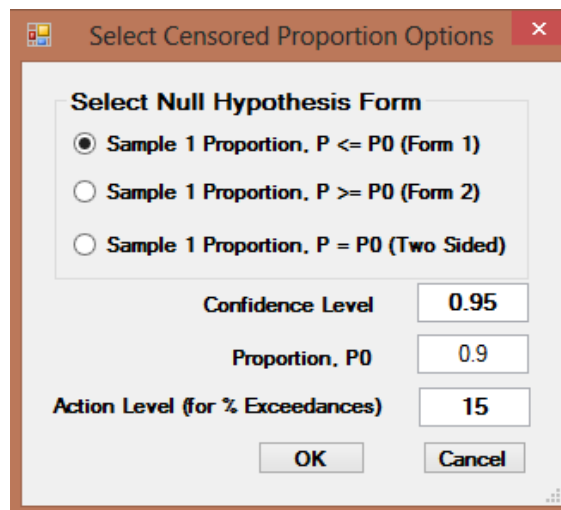 Select Censored Proportion Options
Select Null Hypothesis Form
Sample 1 Proportion, P <= P0 (Form 1)
Sample 1 Proportion, P >= P0 (Form 2)
Sample 1 Proportion, P = P0 (Two Sided)
Confidence Level 0.95
Proportion, P0 0.9
Action Level (for % Exceedances) 15
OK Cancel